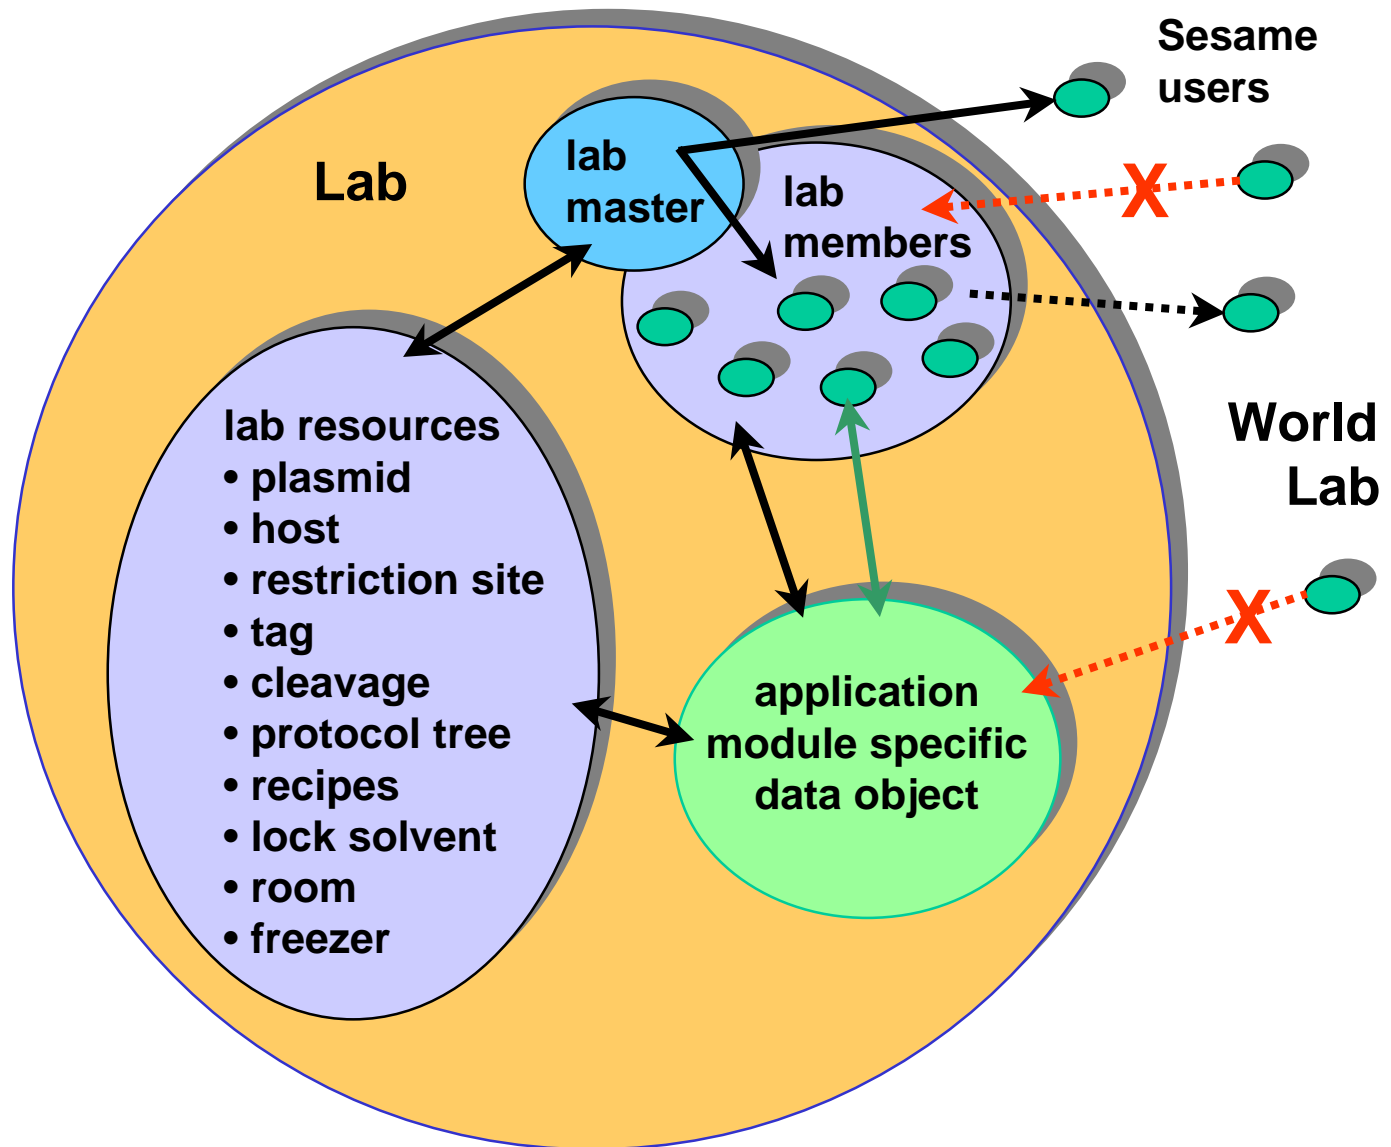 Sesame
users
Lab
lab
master
lab
members
X
World
Lab
lab resources
• plasmid
• host
• restriction site
• tag
• cleavage
• protocol tree
• recipes
• lock solvent
• room
• freezer
X
application
module specific
data object